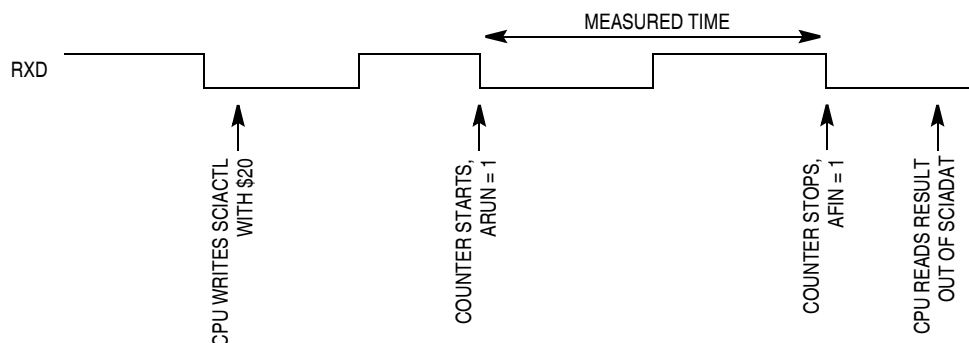 MEASURED TIME
RXD
CPU WRITES SCIACTL
WITH $20
COUNTER STARTS,
ARUN = 1
COUNTER STOPS,
AFIN = 1
CPU READS RESULT
OUT OF SCIADAT